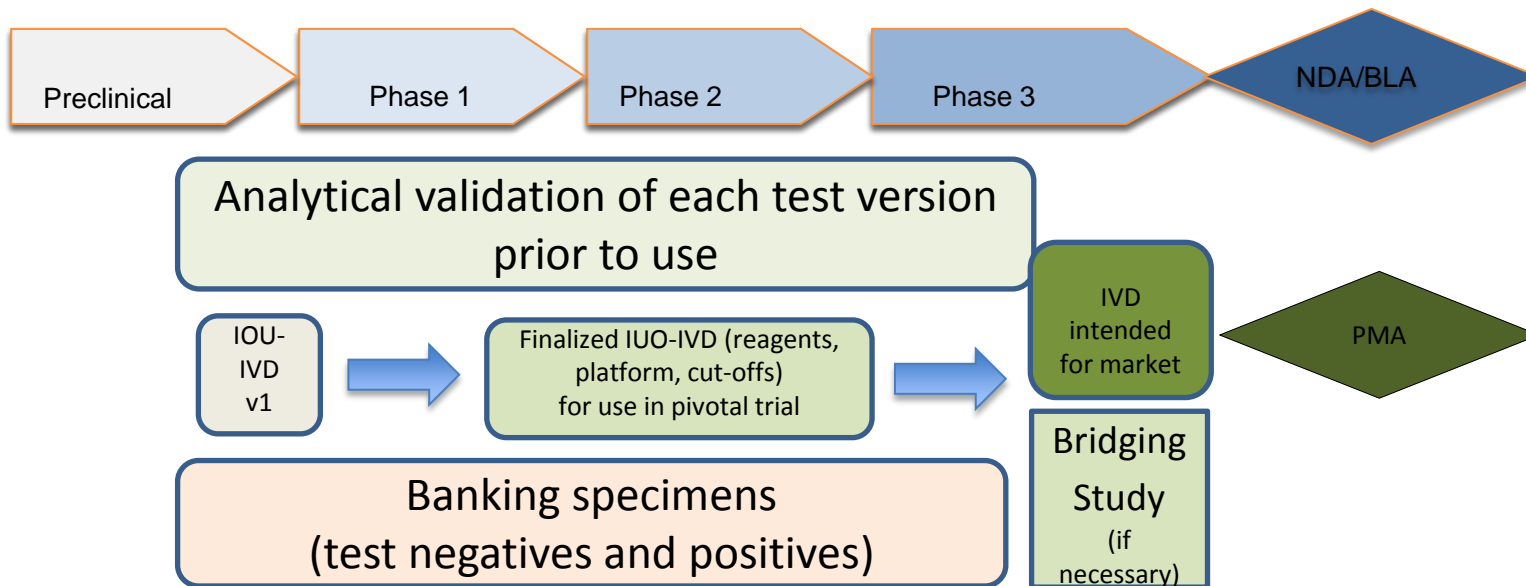 Preclinical
Phase 1
Phase 2
Phase 3
NDA/BLA
Analytical validation of each test version
prior to use
IOU-
IVD
v1
Finalized IUO-IVD (reagents,
platform, cut-offs)
for use in pivotal trial
IVD
intended
for market
PMA
Banking specimens
(test negatives and positives)
Bridging
Study
(if
necessary)